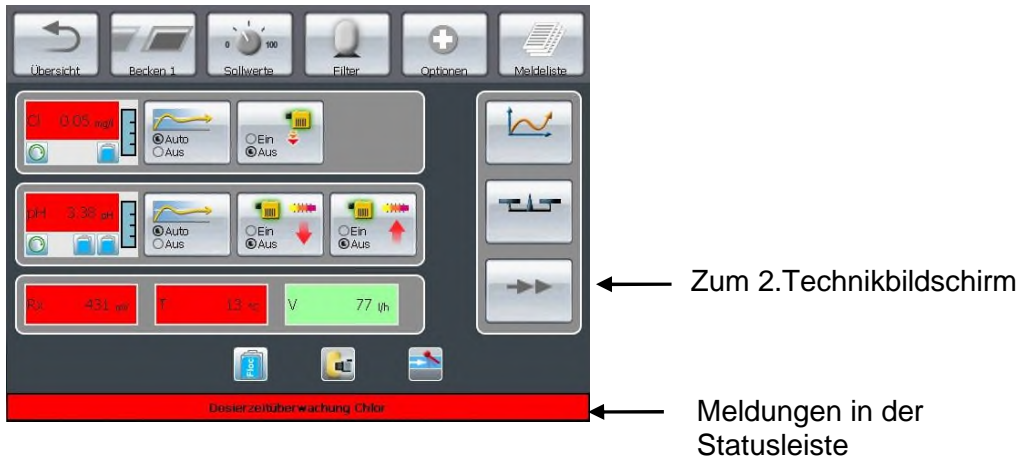 Übersicht
Becken 1
Sollwerte
0
100
Filter
Optionen
Meldeliste
Cl 0.05 mg/l
Auto
Aus
Ein
Aus
pH 3.38 pH
Auto
Aus
Ein
Aus
Ein
Aus
Rx 431 mV
T 13 °C
V 77 l/h
Floc
Dosierzeitüberwachung Chlor
Zum 2.Technikbildschirm
Meldungen in der
Statusleiste